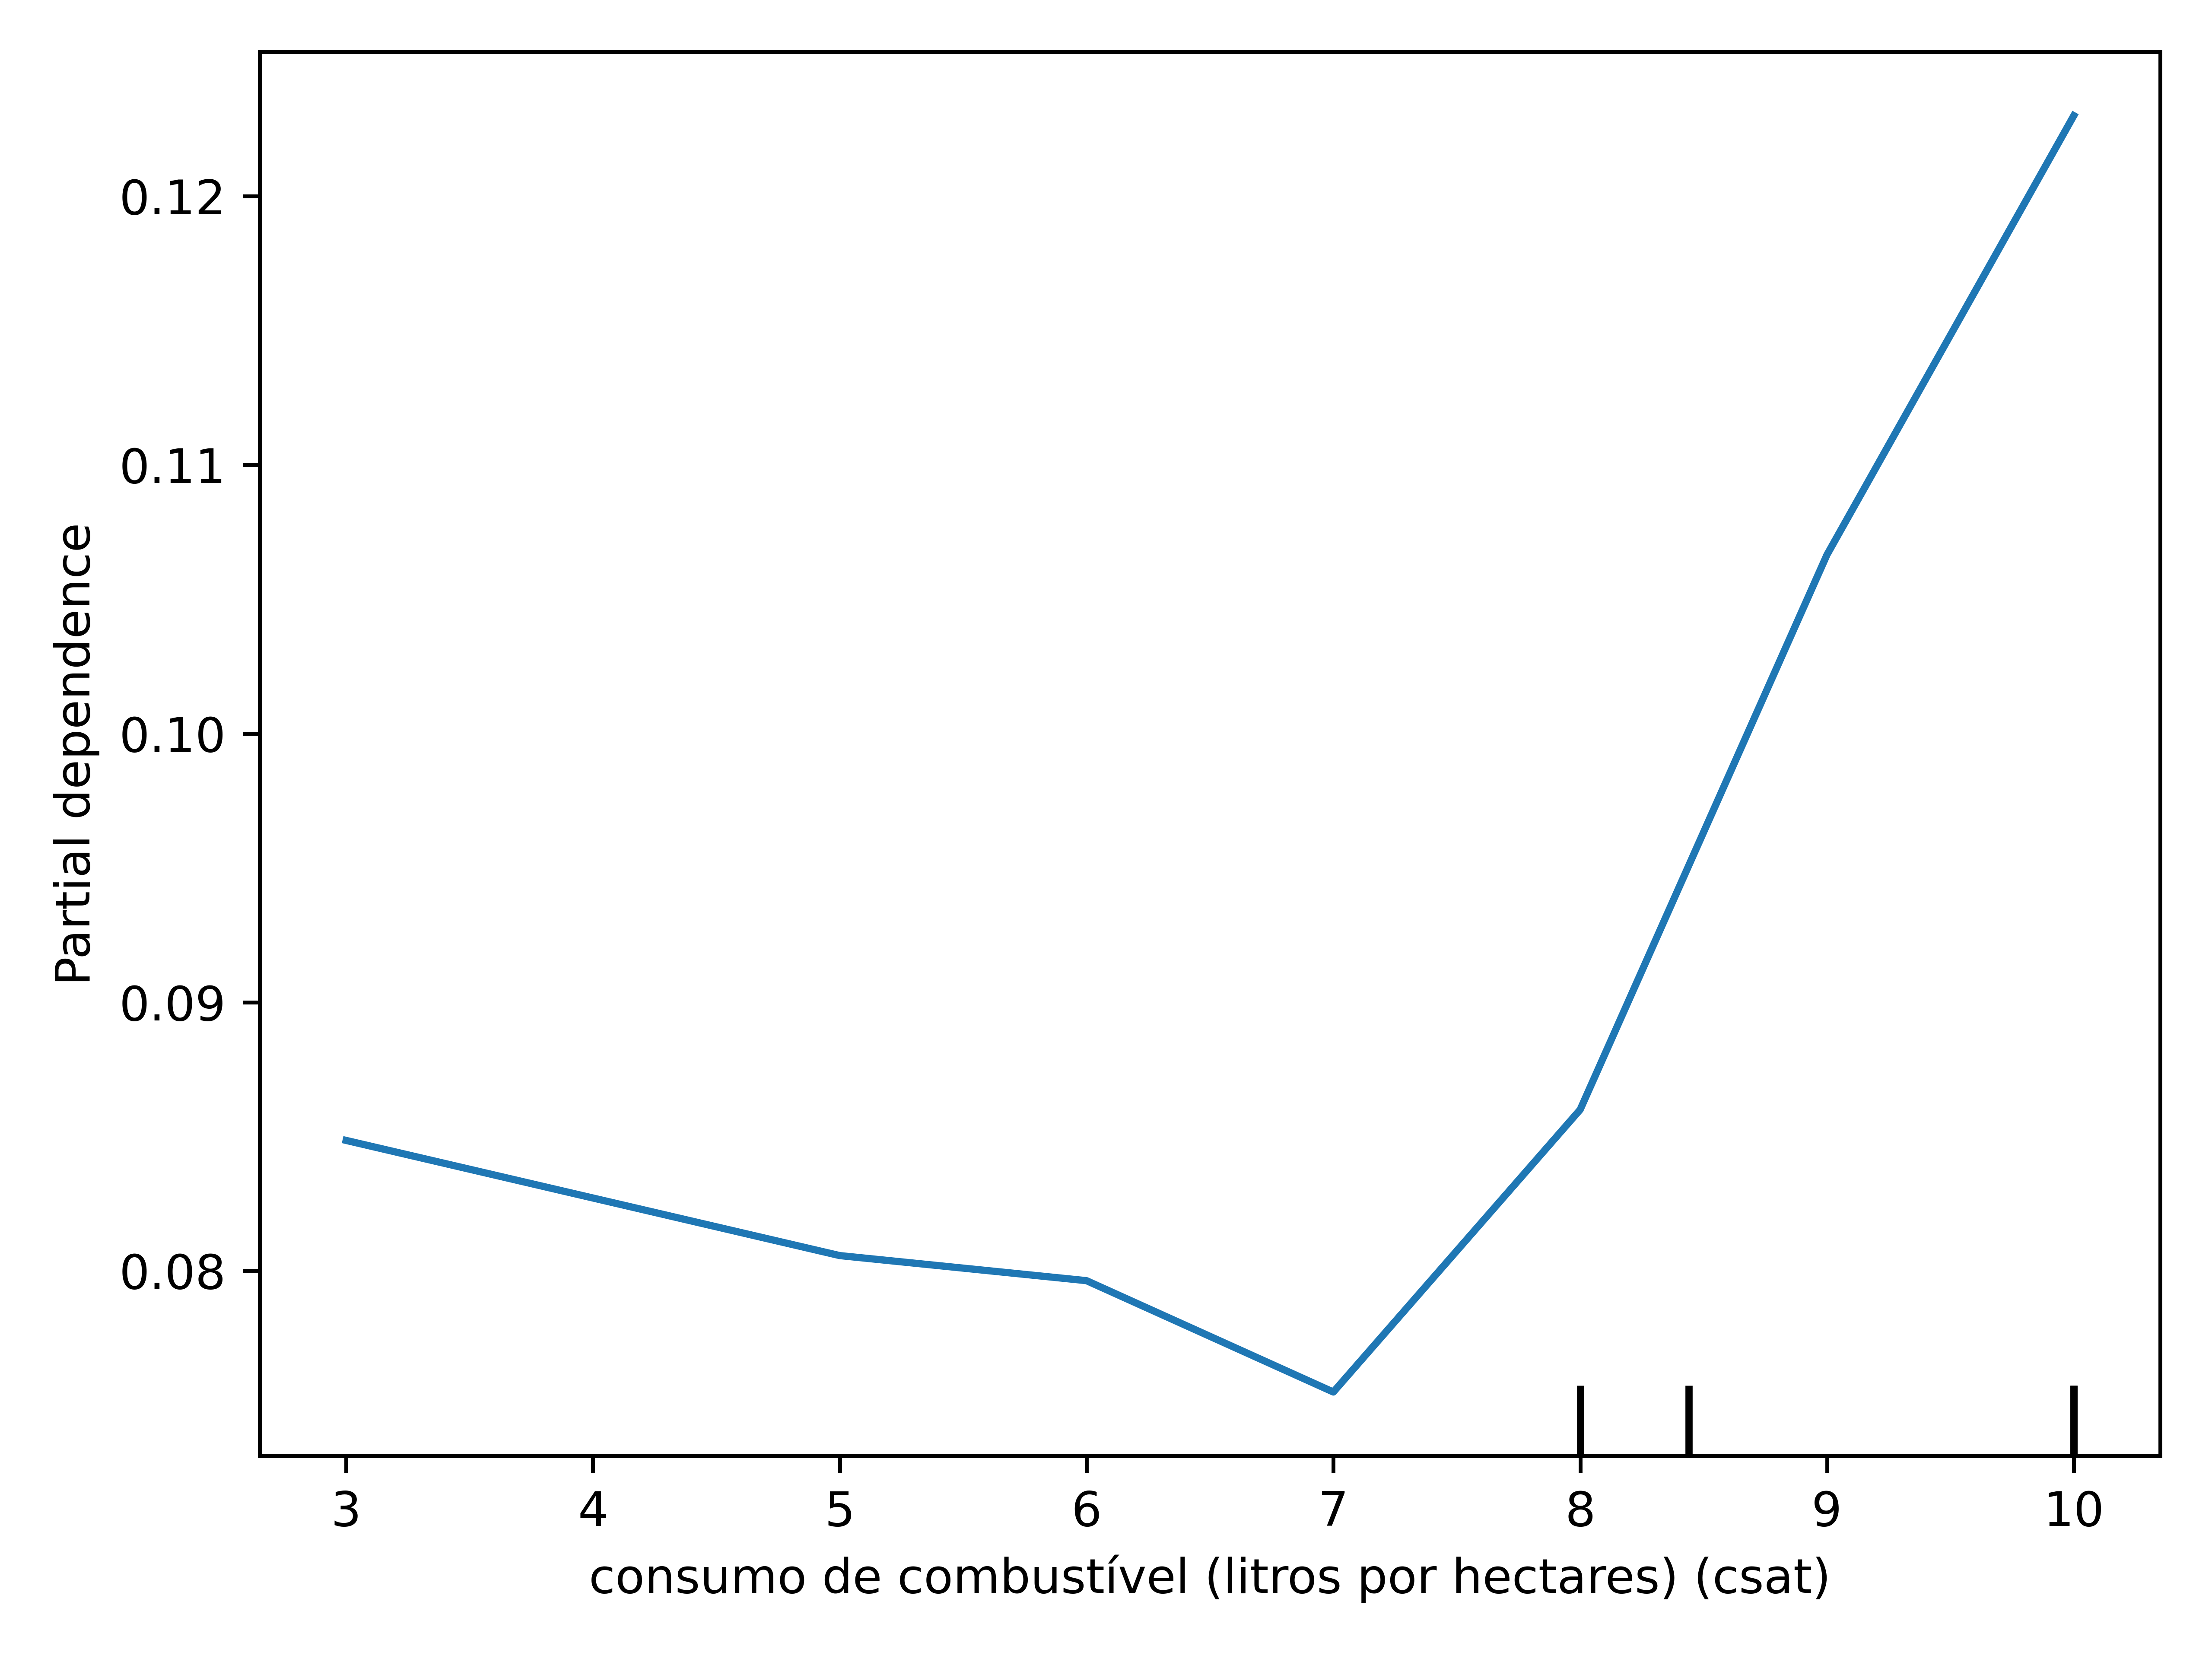 0.12
0.11
0.10
0.09
0.08
Partial dependence
3 4 5 6 7 8 9 10
consumo de combustível (litros por hectares) (csat)